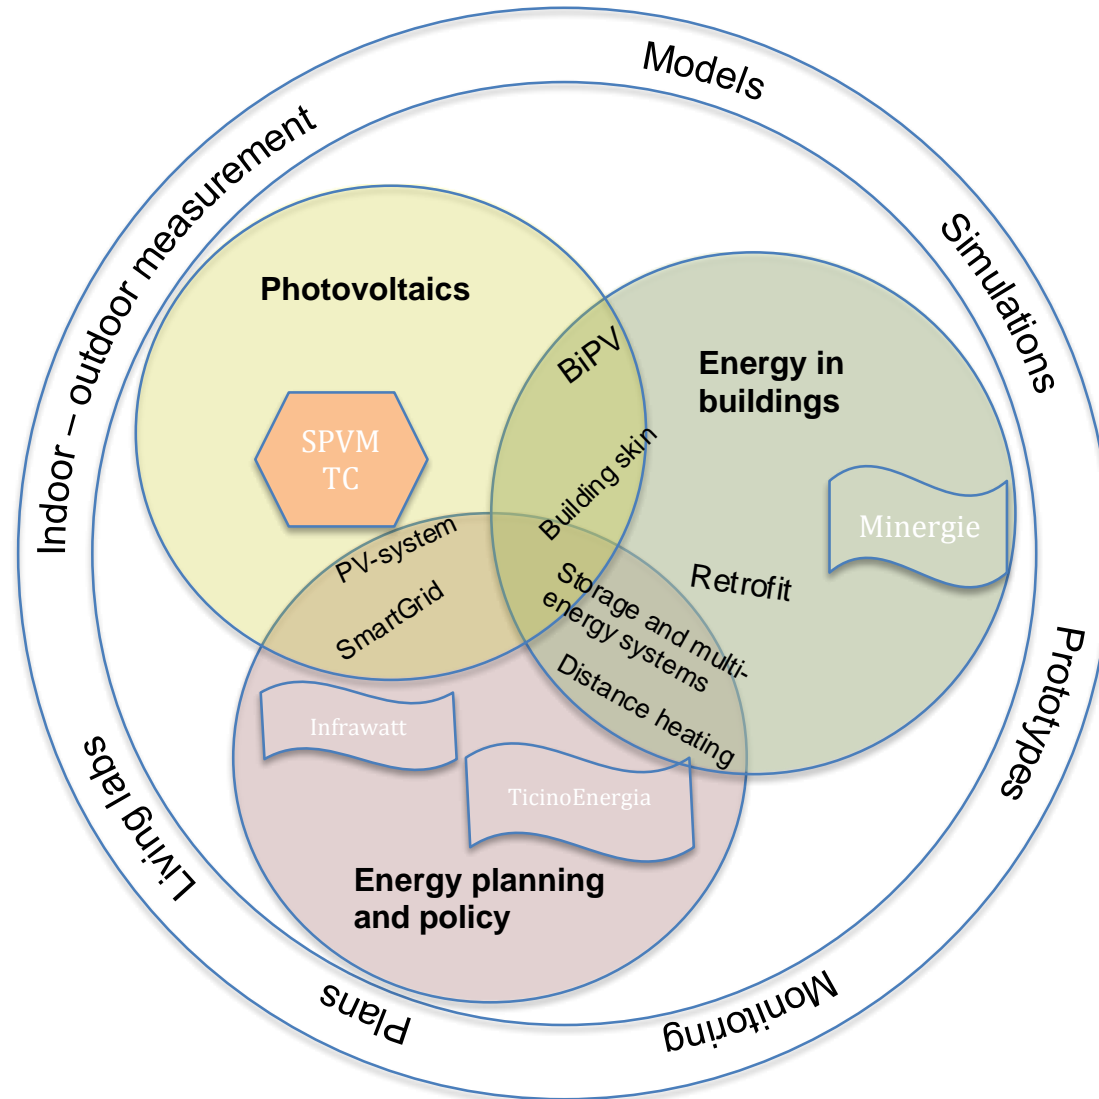 Models
Indoor – outdoor measurement
Simulations
Photovoltaics
BiPV
Energy in
buildings
SPVM
TC
Building skin
Minergie
PV-system
SmartGrid
Retrofit
Storage and multi-
energy systems
Distance heating
Infrawatt
TicinoEnergia
Prototypes
Living labs
Energy planning
and policy
Plans
Monitoring